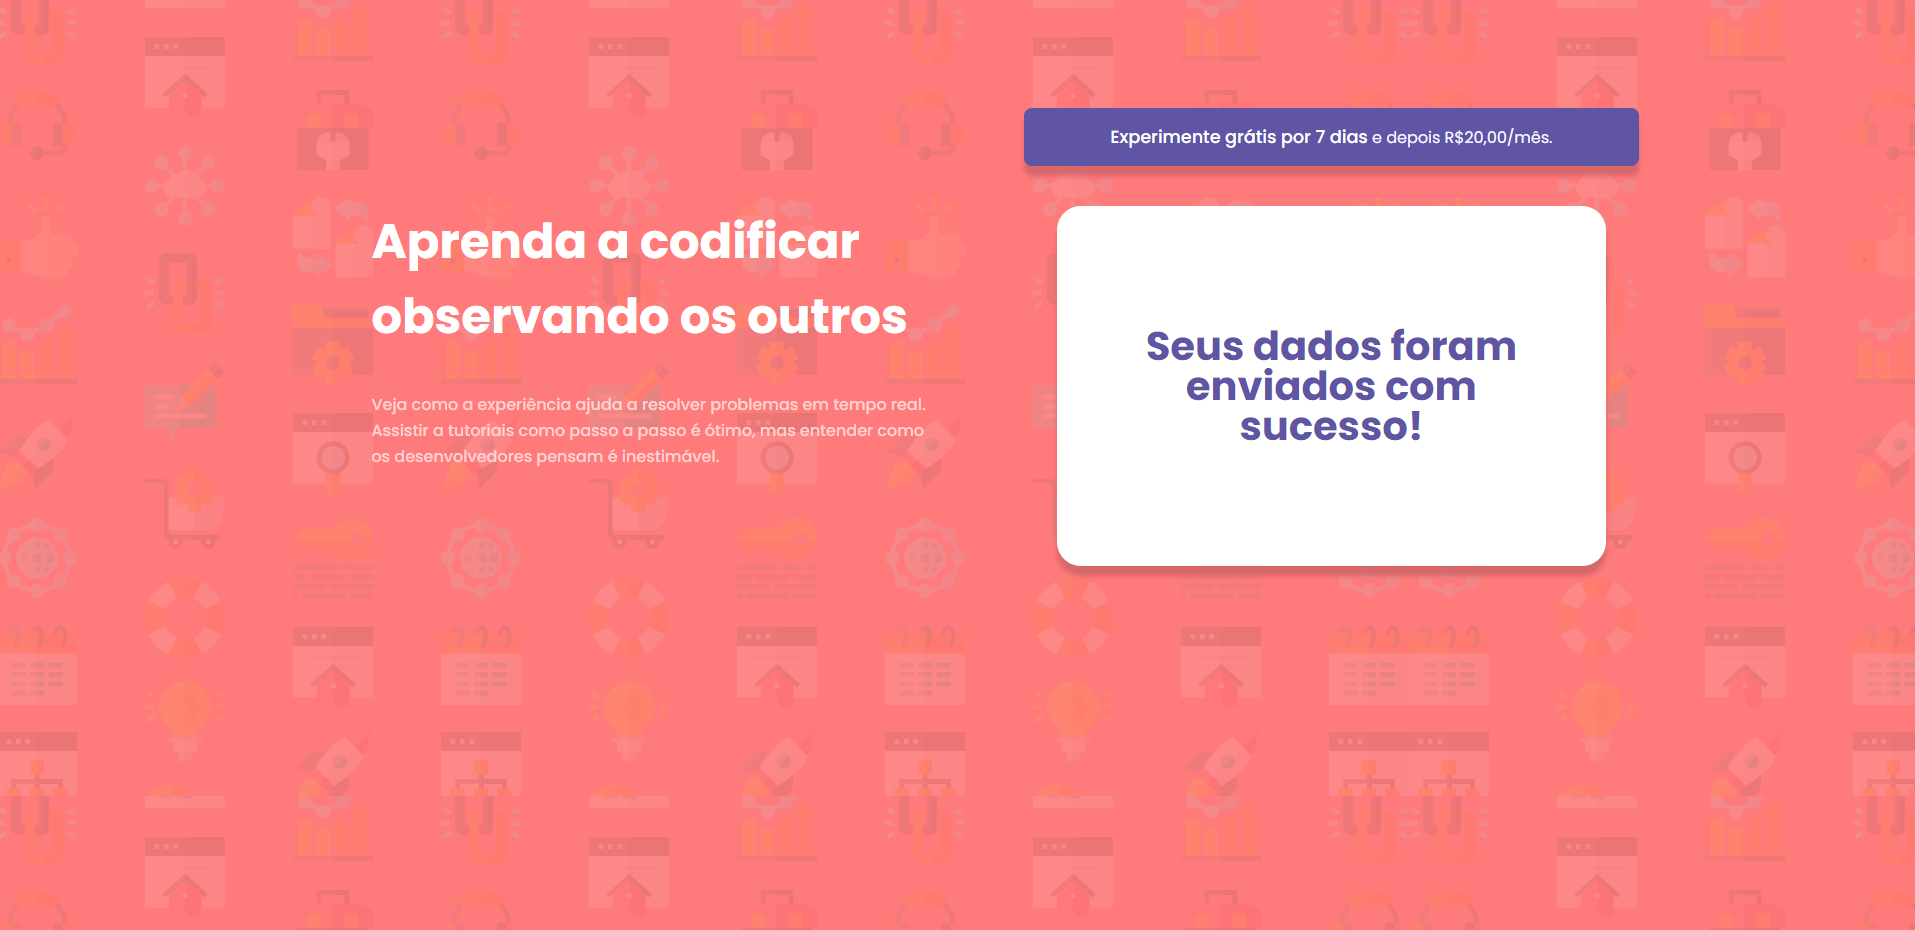 Aprenda a codificar
observando os outros
Veja como a experiência ajuda a resolver problemas em tempo real.
Assistir a tutoriais como passo a passo é ótimo, mas entender como
os desenvolvedores pensam é inestimável.
Experimente grátis por 7 dias e depois R$20,00/mês.
Seus dados foram
enviados com
sucesso!